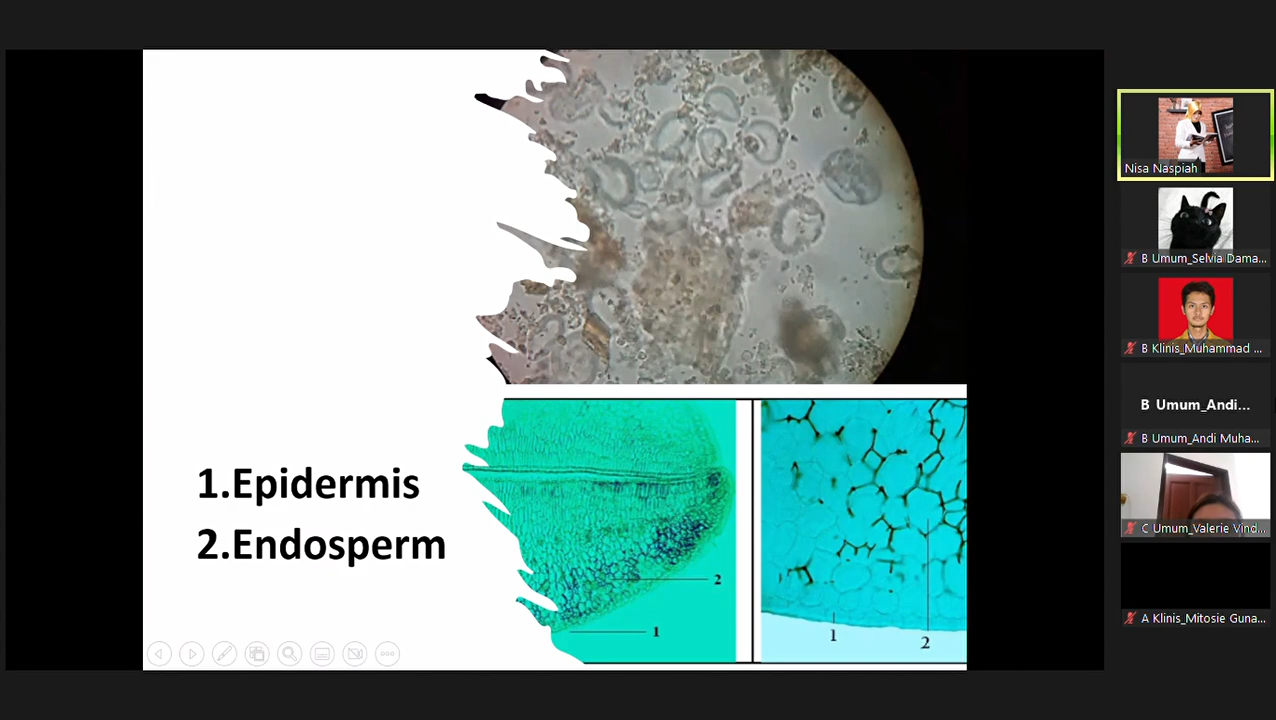 1.Epidermis
2.Endosperm
2
1
1
2
Nisa Naspiah
B Umum_Selvia Dama...
B Klinis_Muhammad ...
B Umum_Andi...
B Umum_Andi Muha...
C Umum_Valerie Vind...
A Klinis_Mitosie Guna...